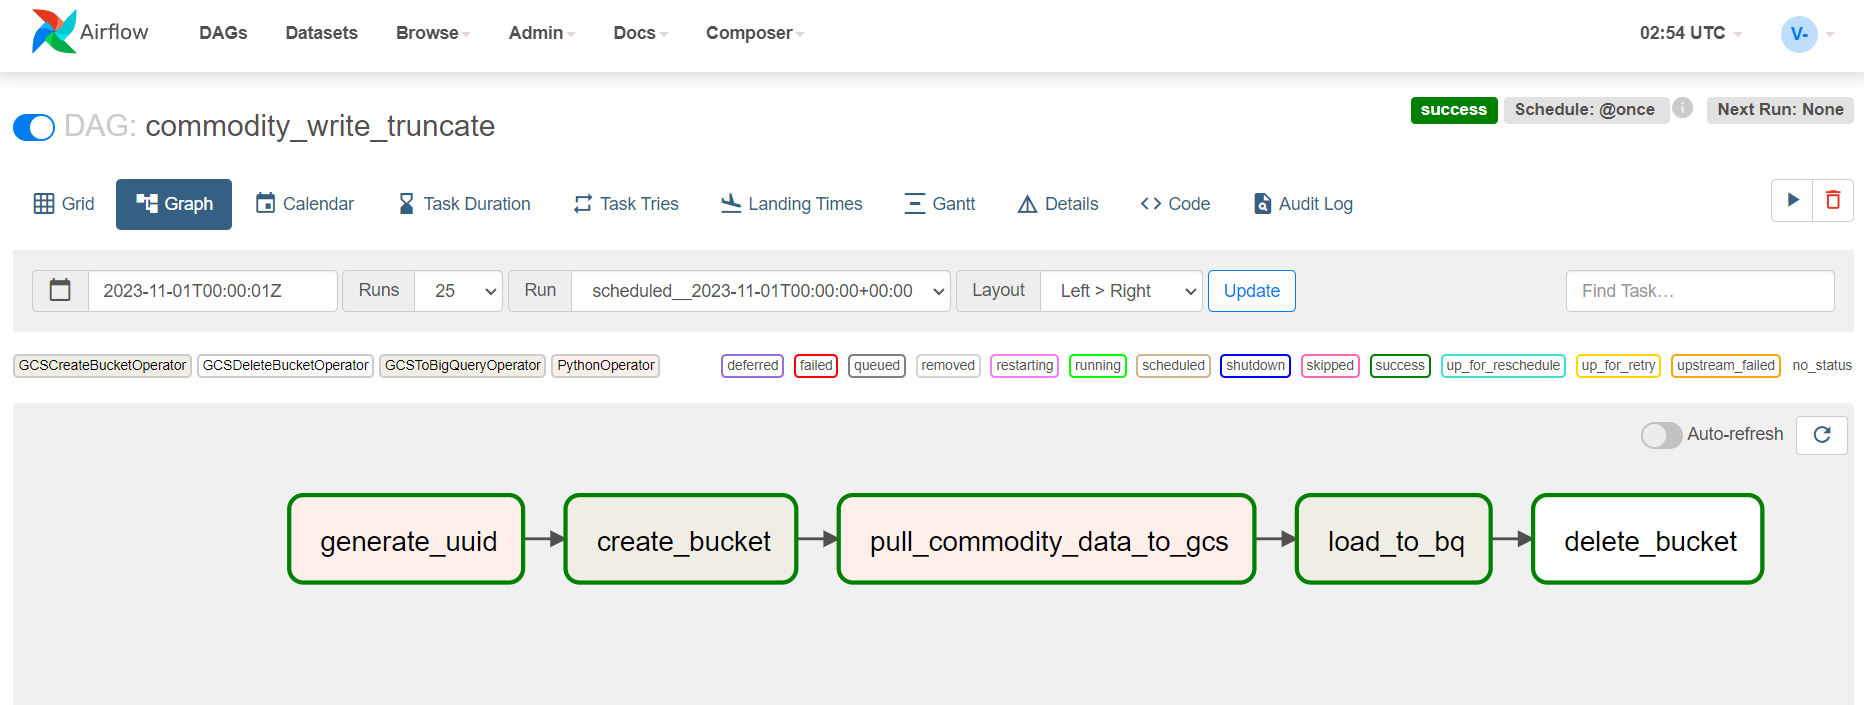 Airflow DAGs Datasets Browse Admin Docs Composer 02:54 UTC V-
success Schedule: @once i Next Run: None
DAG: commodity_write_truncate
Grid Graph Calendar Task Duration Task Tries Landing Times Gantt Details Code Audit Log
2023-11-01T00:00:01Z Runs 25 Run scheduled__2023-11-01T00:00:00+00:00 Layout Left > Right Update Find Task…
GCSCreateBucketOperator GCSDeleteBucketOperator GCSToBigQueryOperator PythonOperator deferred failed queued removed restarting running scheduled shutdown skipped success up_for_reschedule up_for_retry upstream_failed no_status
Auto-refresh
generate_uuid create_bucket pull_commodity_data_to_gcs load_to_bq delete_bucket